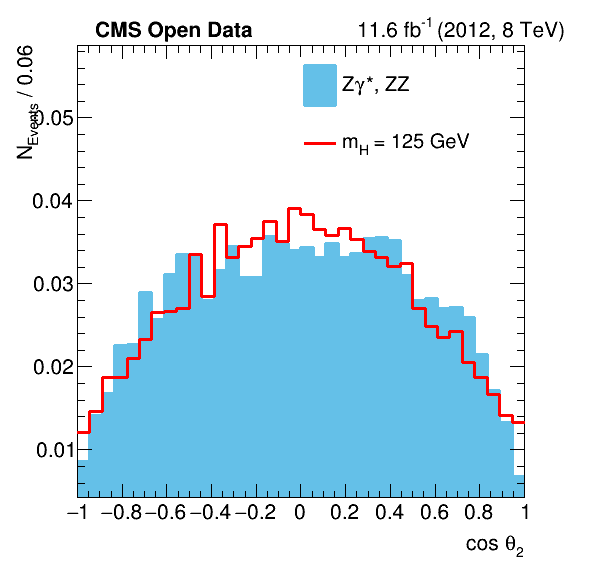 CMS Open Data 11.6 fb⁻¹ (2012, 8 TeV)
N_Events / 0.06
Zγ*, ZZ
m_H = 125 GeV
0.05
0.04
0.03
0.02
0.01
−1 −0.8 −0.6 −0.4 −0.2 0 0.2 0.4 0.6 0.8 1
cos θ₂